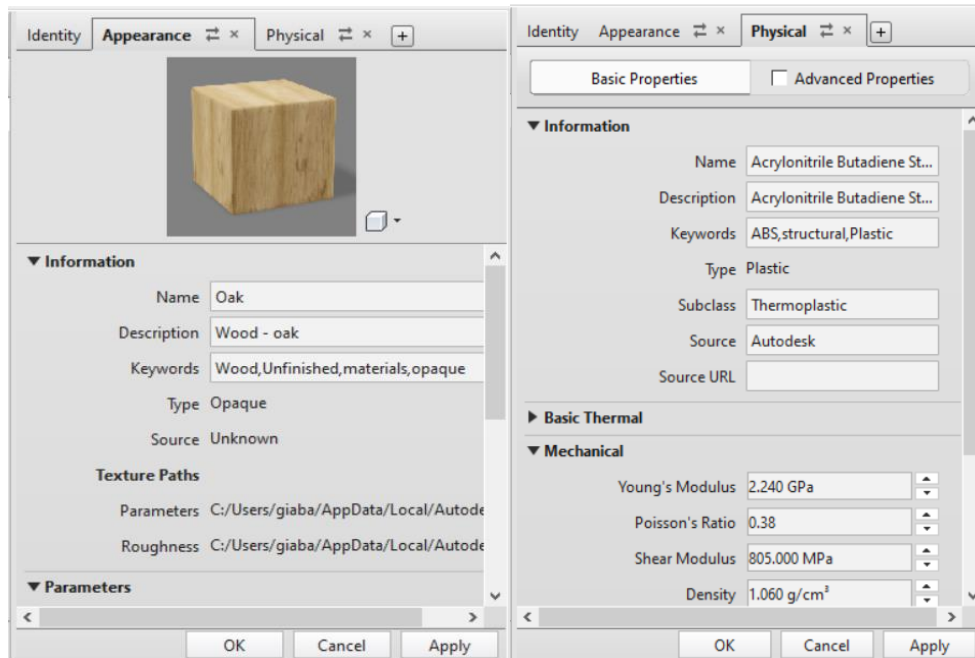 Identity Appearance Physical
Information
Name Oak
Description Wood - oak
Keywords Wood,Unfinished,materials,opaque
Type Opaque
Source Unknown
Texture Paths
Parameters C:/Users/giaba/AppData/Local/Autode
Roughness C:/Users/giaba/AppData/Local/Autode
Parameters
OK Cancel Apply
Identity Appearance Physical
Basic Properties Advanced Properties
Information
Name Acrylonitrile Butadiene St...
Description Acrylonitrile Butadiene St...
Keywords ABS,structural,Plastic
Type Plastic
Subclass Thermoplastic
Source Autodesk
Source URL
Basic Thermal
Mechanical
Young's Modulus 2.240 GPa
Poisson's Ratio 0.38
Shear Modulus 805.000 MPa
Density 1.060 g/cm³
OK Cancel Apply